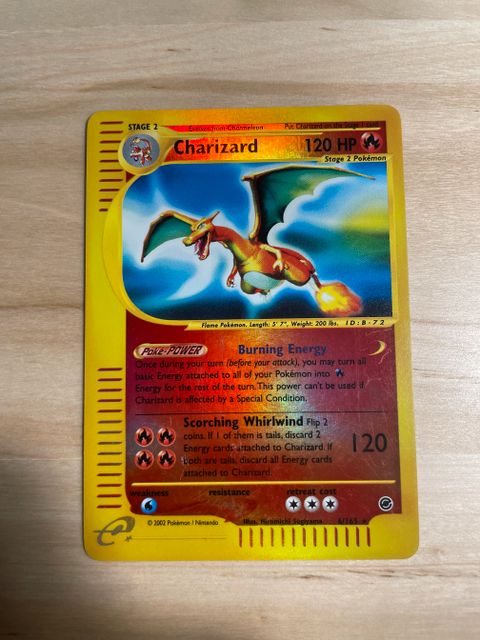 STAGE 2
Evolves from Charmeleon
Put Charizard on the Stage 1 card
Charizard
120 HP
Stage 2 Pokémon
Flame Pokémon. Length: 5' 7", Weight: 200 lbs. ID: B-72
Poké-POWER
Burning Energy
Once during your turn (before your attack), you may turn all
basic Energy attached to all of your Pokémon into
Energy for the rest of the turn. This power can't be used if
Charizard is affected by a Special Condition.
Scorching Whirlwind Flip 2
coins. If 1 of them is tails, discard 2
Energy cards attached to Charizard. If
both are tails, discard all Energy cards
attached to Charizard.
120
weakness
resistance
retreat cost
e
© 2002 Pokémon / Nintendo
Illus. Hiromichi Sugiyama
6/165 ★